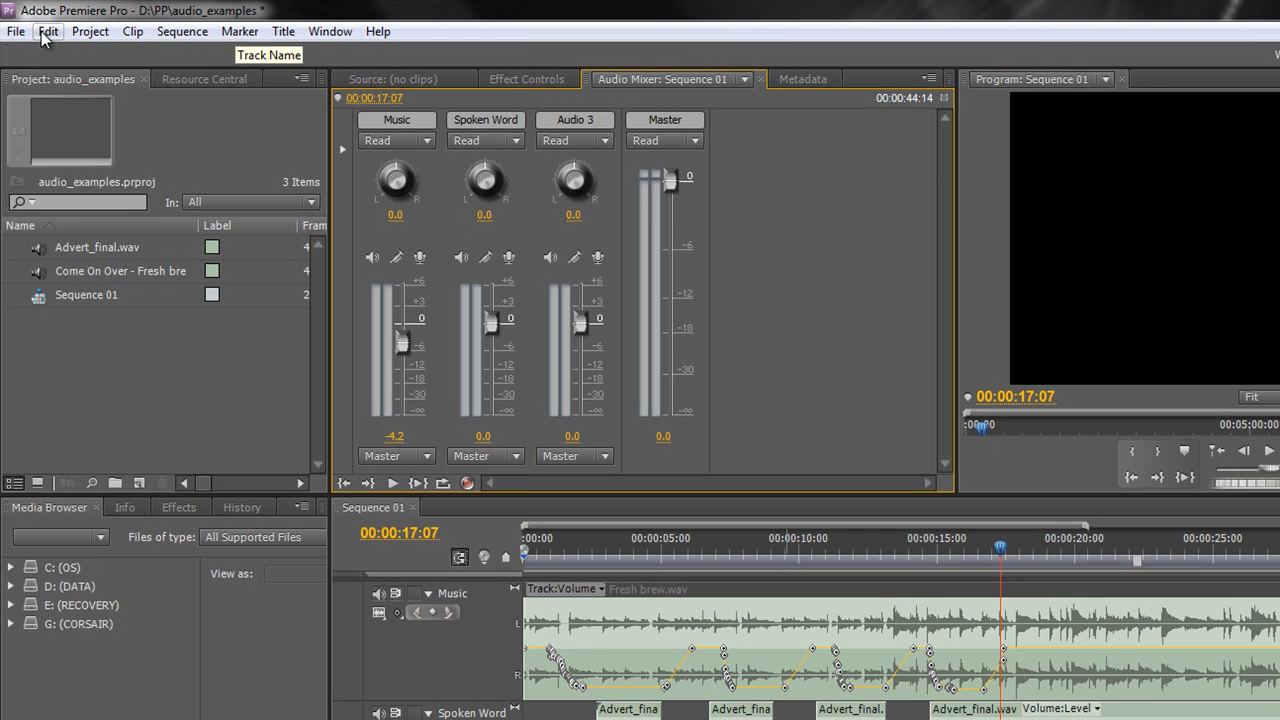 Adobe Premiere Pro - D:\PP\audio_examples *
File Edit Project Clip Sequence Marker Title Window Help
Track Name
Project: audio_examples
Resource Central
audio_examples.prproj
3 Items
In: All
Name Label Fram
Advert_final.wav 4
Come On Over - Fresh bre 4
Sequence 01 2
Source: (no clips) Effect Controls Audio Mixer: Sequence 01 Metadata
00:00:17:07 00:00:44:14
Music Spoken Word Audio 3 Master
Read Read Read Read
L R L R L R
0.0 0.0 0.0
0
-6
-12
-18
-30
-∞
+6 +6 +6
+3 +3 +3
0 0 0
-6 -6 -6
-12 -12 -12
-18 -18 -18
-30 -30 -30
-∞ -∞ -∞
-4.2 0.0 0.0 0.0
Master Master Master
Program: Sequence 01
00:00:17:07 Fit
:00:00 00:05:00:00
Media Browser Info Effects History
Files of type: All Supported Files
View as:
C: (OS)
D: (DATA)
E: (RECOVERY)
G: (CORSAIR)
Sequence 01
00:00:17:07
:00:00 00:00:05:00 00:00:10:00 00:00:15:00 00:00:20:00 00:00:25:00
Music
Track:Volume Fresh brew.wav
L
R
Spoken Word
Advert_fina Advert_fina Advert_final. Advert_final.wav Volume:Level